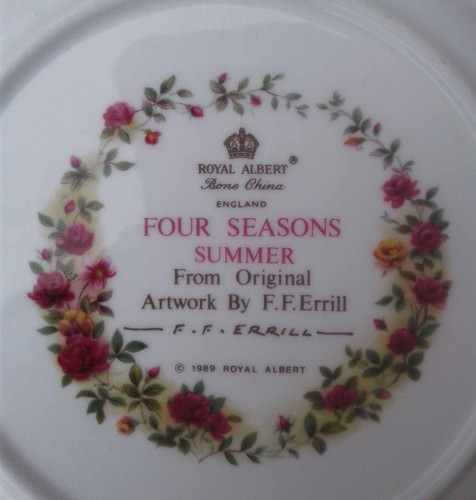 ROYAL ALBERT®
Bone China
ENGLAND
FOUR SEASONS
SUMMER
From Original
Artwork By F.F.Errill
F. F. ERRILL
© 1989 ROYAL ALBERT